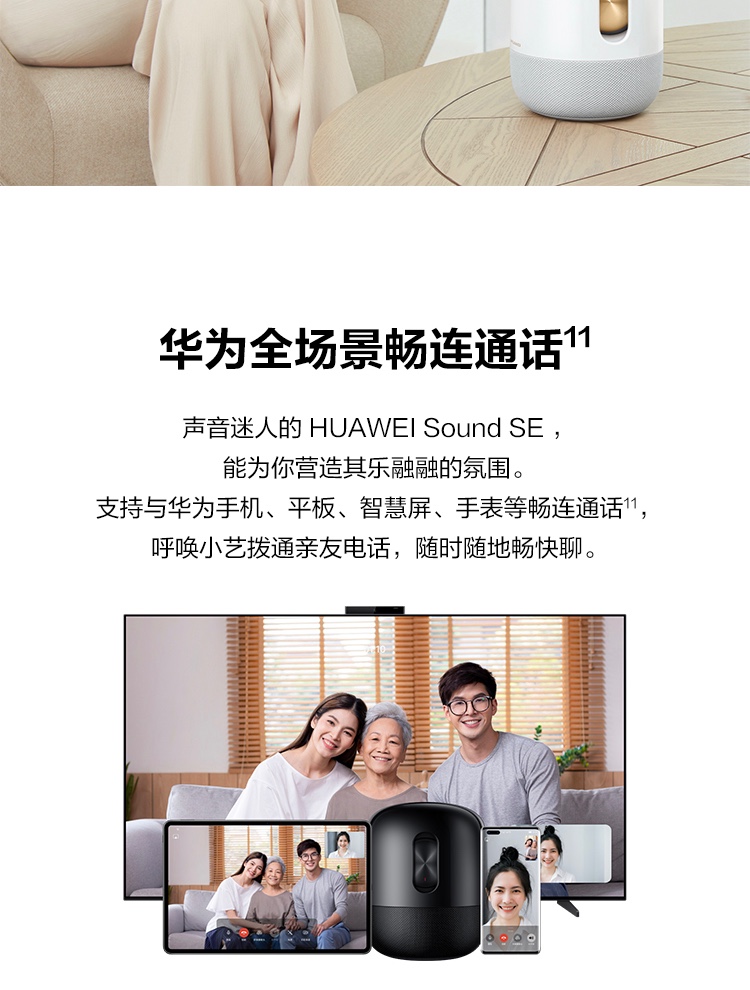 华为全场景畅连通话11
声音迷人的 HUAWEI Sound SE ，
能为你营造其乐融融的氛围。
支持与华为手机、平板、智慧屏、手表等畅连通话11，
呼唤小艺拨通亲友电话，随时随地畅快聊。